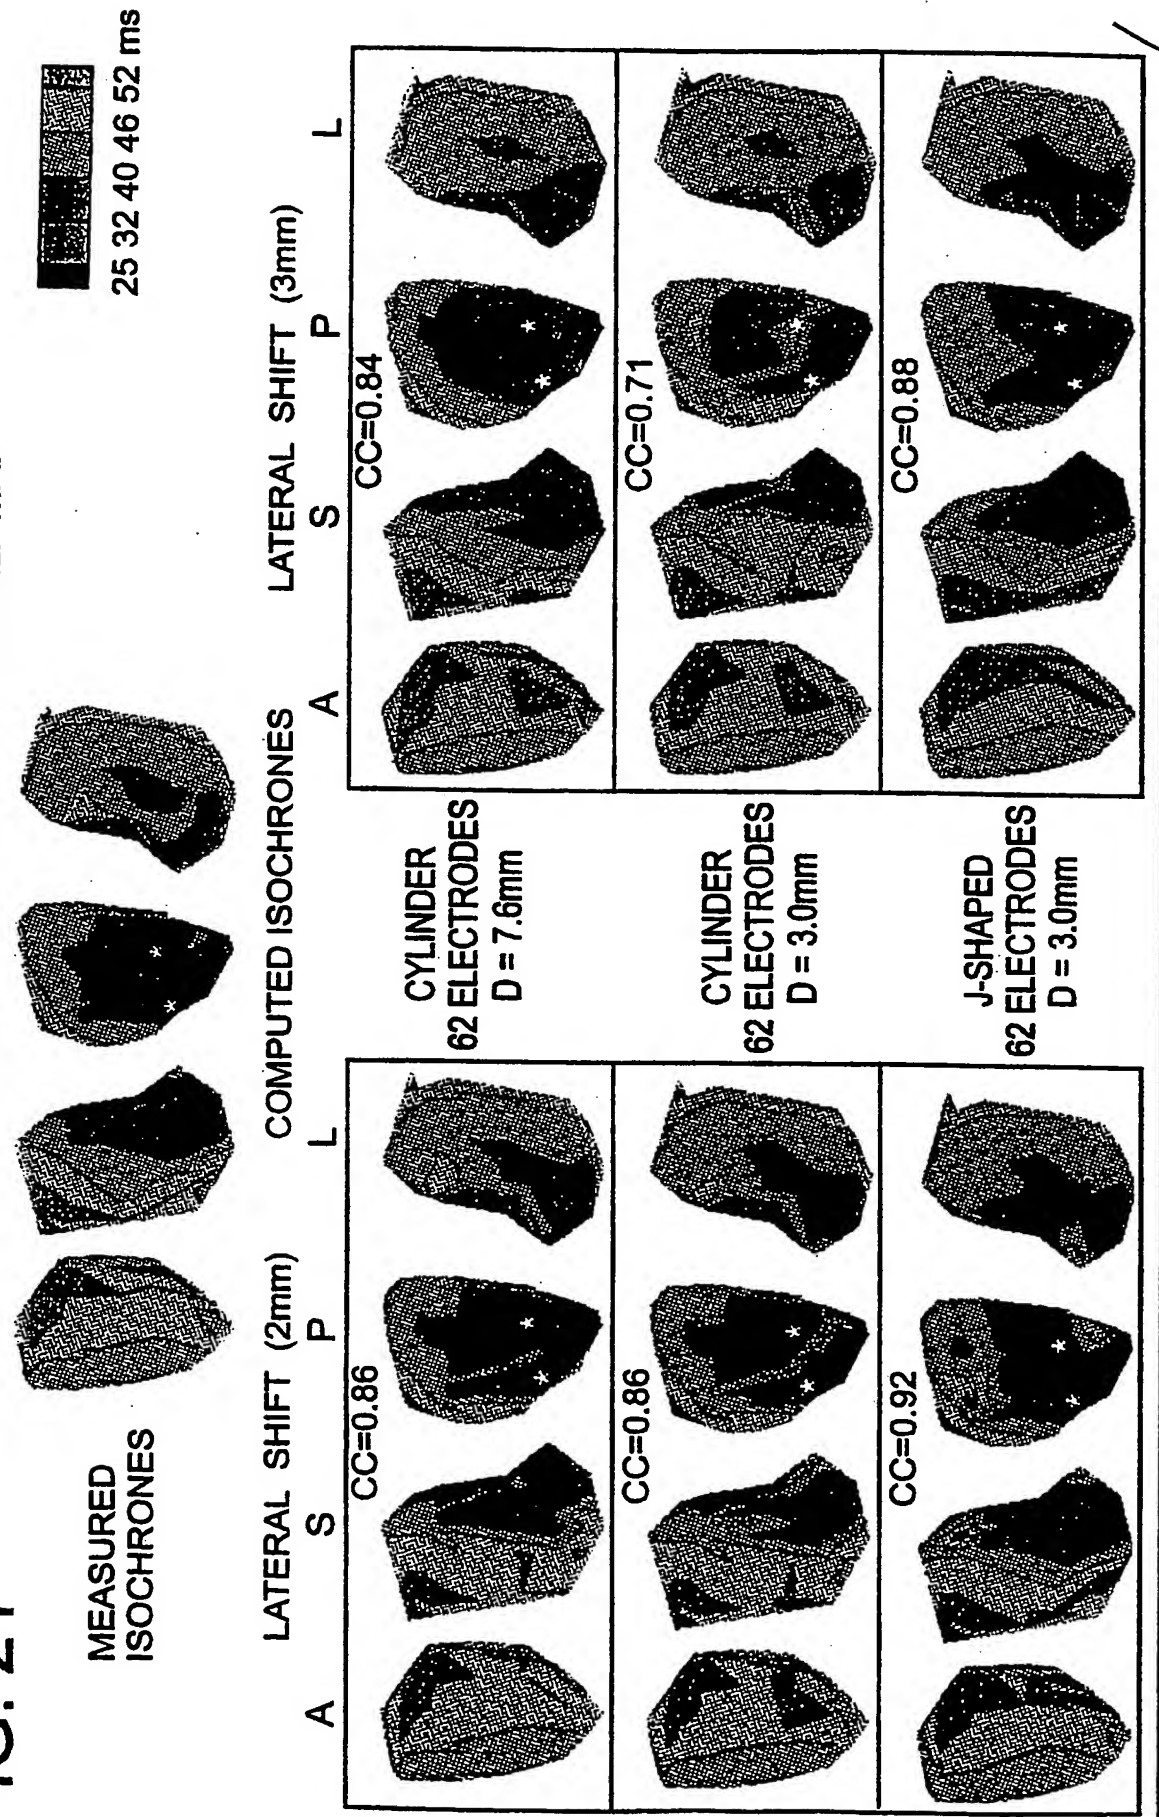 FIG. 21
25 32 40 46 52 ms
MEASURED
ISOCHRONES
COMPUTED ISOCHRONES
LATERAL SHIFT (2mm)
LATERAL SHIFT (3mm)
A S P L
A S P L
CC=0.86
CYLINDER
62 ELECTRODES
D = 7.6mm
CC=0.84
CC=0.86
CYLINDER
62 ELECTRODES
D = 3.0mm
CC=0.71
CC=0.92
J-SHAPED
62 ELECTRODES
D = 3.0mm
CC=0.88